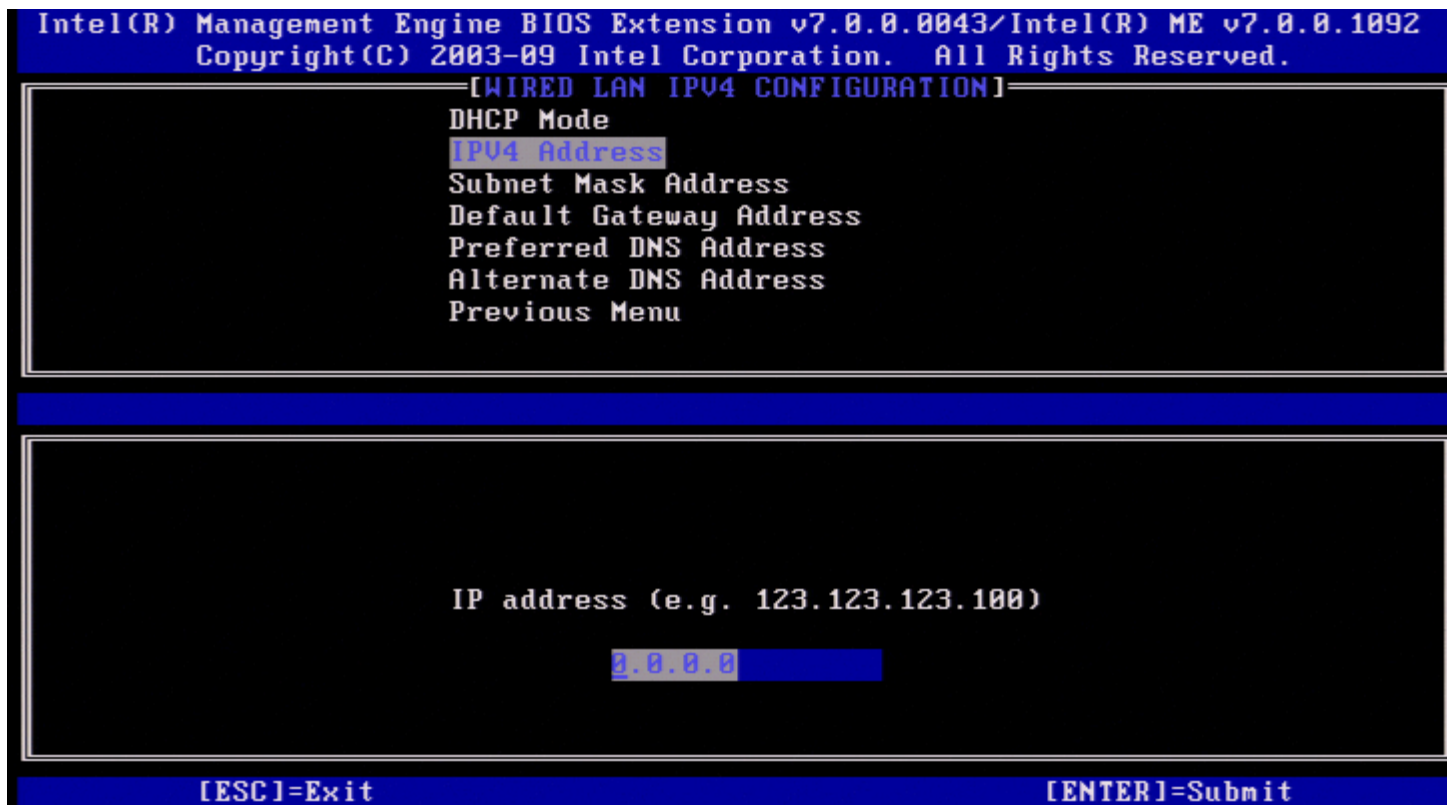 Intel(R) Management Engine BIOS Extension v7.0.0.0043/Intel(R) ME v7.0.0.1092
Copyright(C) 2003-09 Intel Corporation. All Rights Reserved.
[WIRED LAN IPV4 CONFIGURATION]
DHCP Mode
IPV4 Address
Subnet Mask Address
Default Gateway Address
Preferred DNS Address
Alternate DNS Address
Previous Menu
IP address (e.g. 123.123.123.100)
0.0.0.0
[ESC]=Exit [ENTER]=Submit